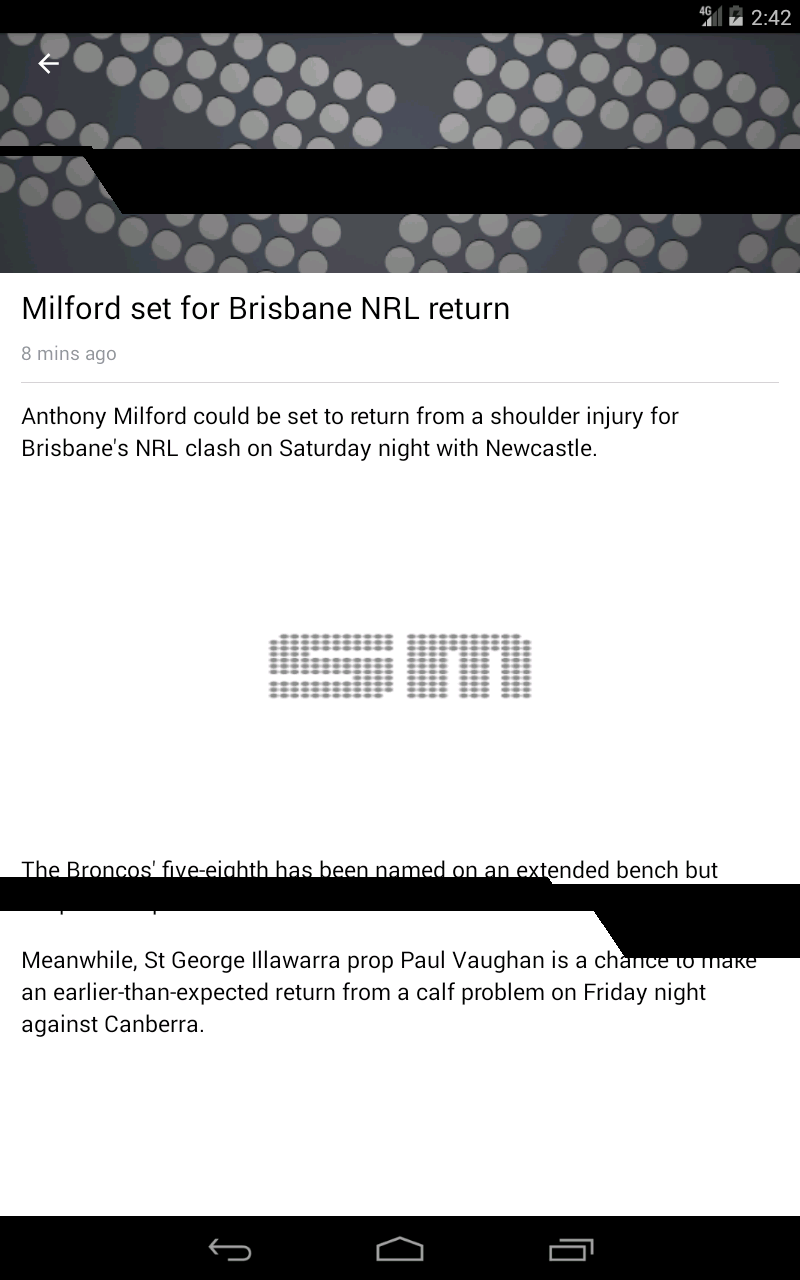 4G 2:42
Milford set for Brisbane NRL return
8 mins ago
Anthony Milford could be set to return from a shoulder injury for
Brisbane's NRL clash on Saturday night with Newcastle.
sm
The Broncos' five-eighth has been named on an extended bench but
Meanwhile, St George Illawarra prop Paul Vaughan is a chance to make
an earlier-than-expected return from a calf problem on Friday night
against Canberra.